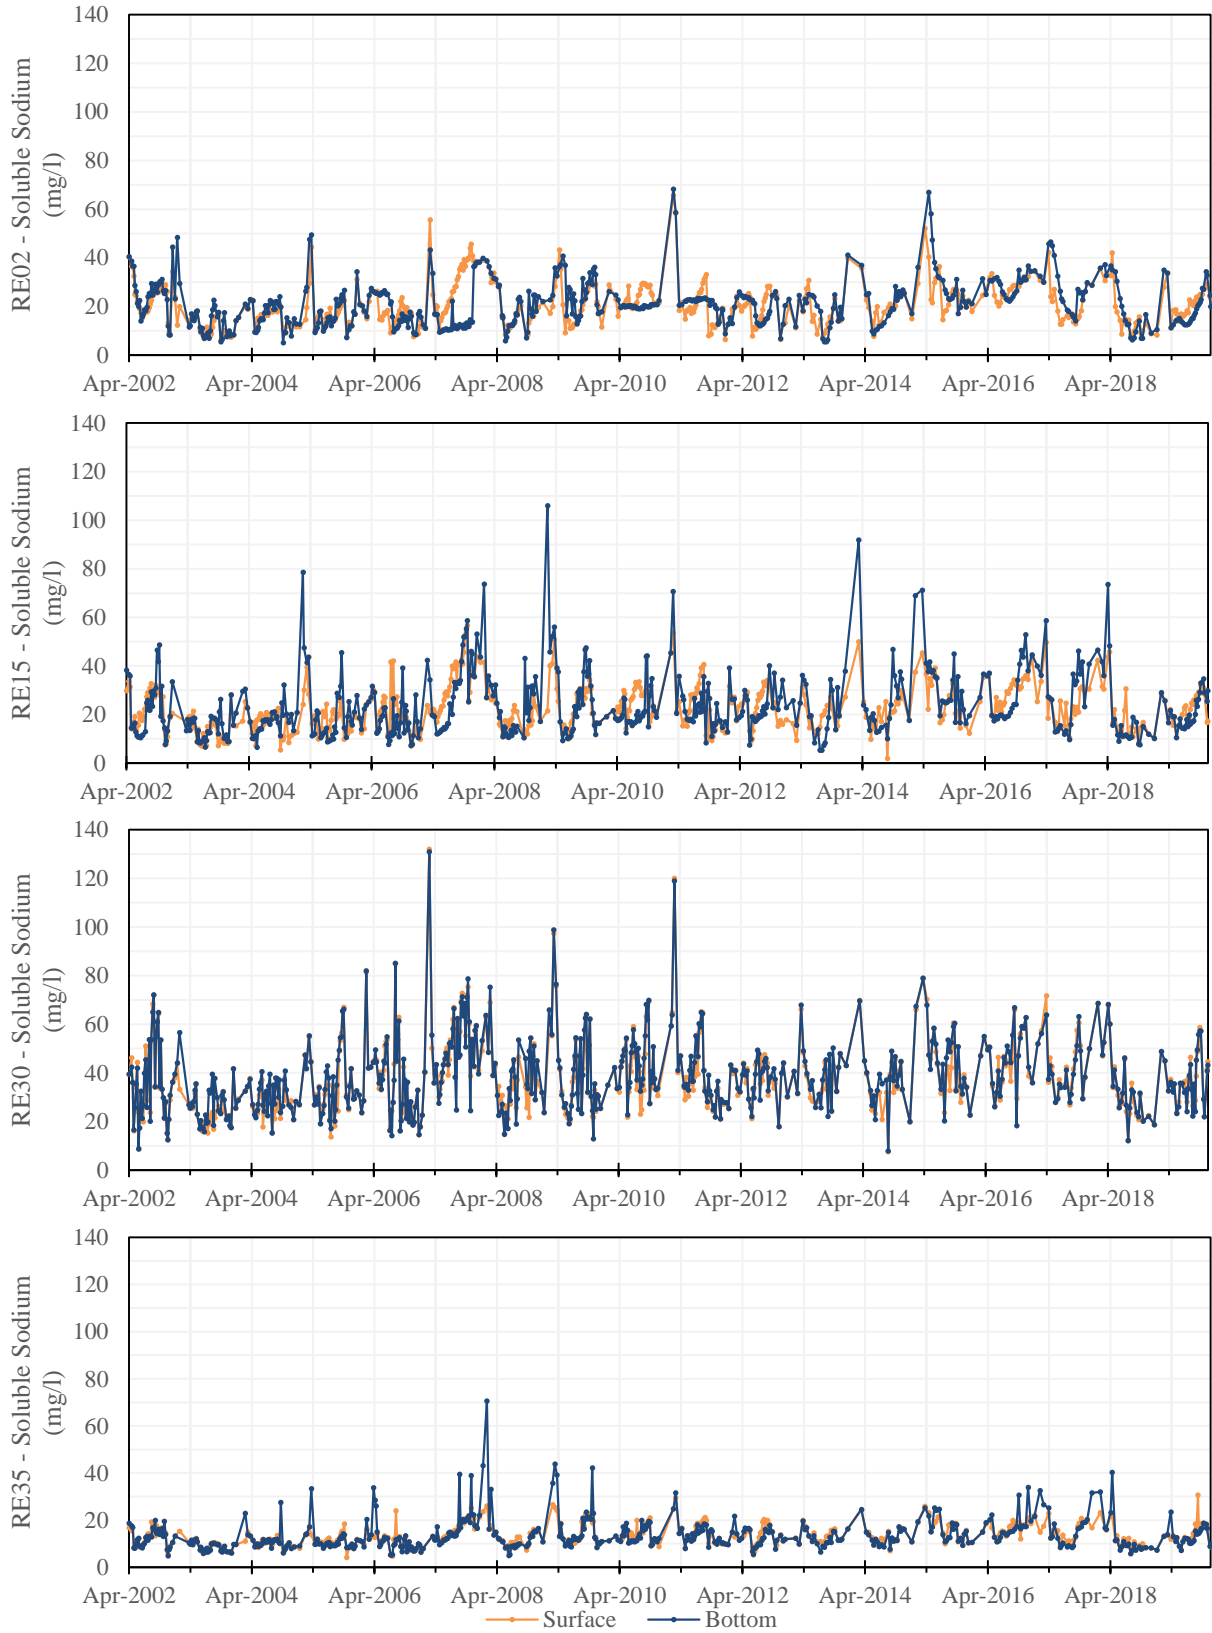 RE02 - Soluble Sodium
(mg/l)
140
120
100
80
60
40
20
0
Apr-2002 Apr-2004 Apr-2006 Apr-2008 Apr-2010 Apr-2012 Apr-2014 Apr-2016 Apr-2018
RE15 - Soluble Sodium
(mg/l)
140
120
100
80
60
40
20
0
Apr-2002 Apr-2004 Apr-2006 Apr-2008 Apr-2010 Apr-2012 Apr-2014 Apr-2016 Apr-2018
RE30 - Soluble Sodium
(mg/l)
140
120
100
80
60
40
20
0
Apr-2002 Apr-2004 Apr-2006 Apr-2008 Apr-2010 Apr-2012 Apr-2014 Apr-2016 Apr-2018
RE35 - Soluble Sodium
(mg/l)
140
120
100
80
60
40
20
0
Apr-2002 Apr-2004 Apr-2006 Apr-2008 Apr-2010 Apr-2012 Apr-2014 Apr-2016 Apr-2018
Surface Bottom